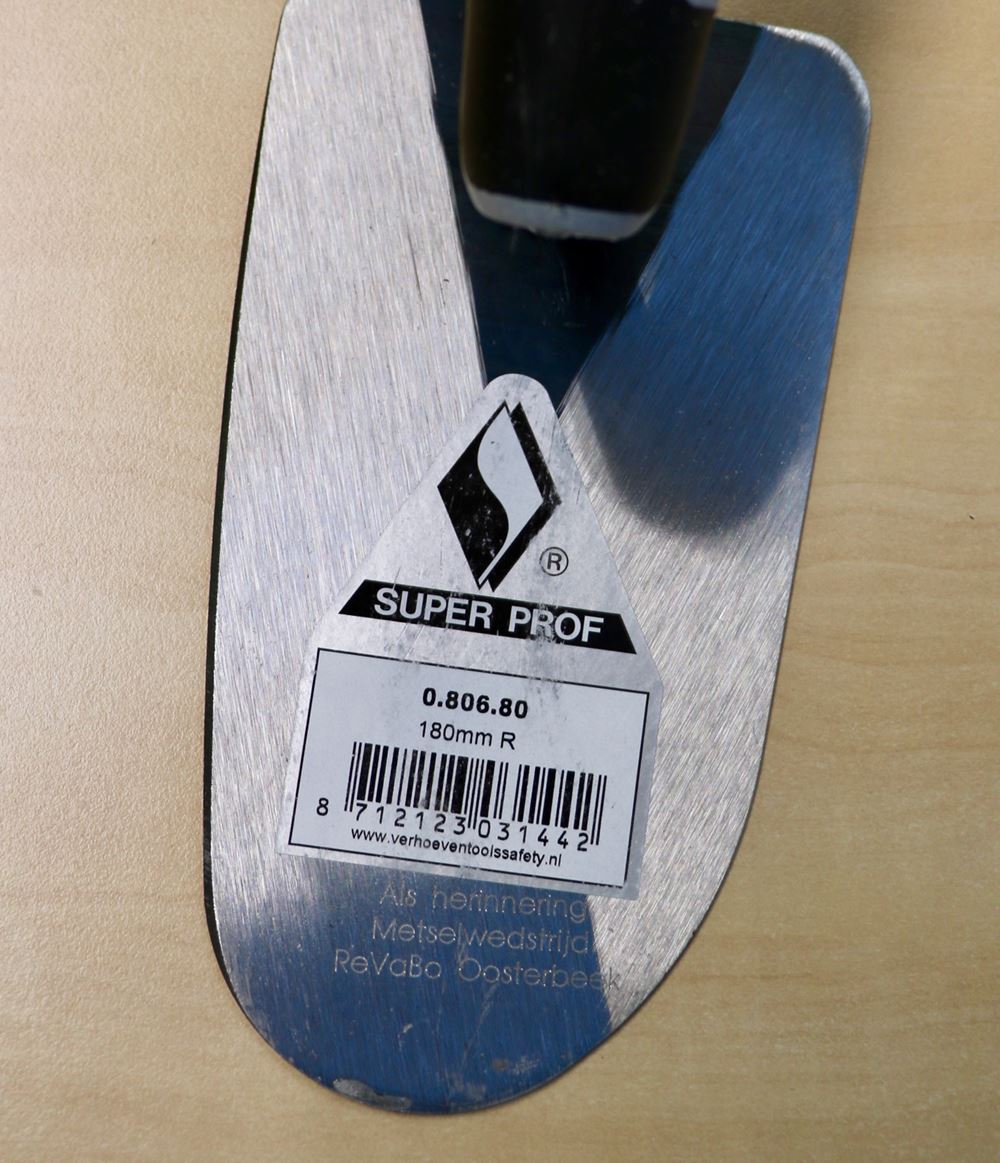 ®
SUPER PROF
0.806.80
180mm R
8 712123 031442
www.verhoeventoolssafety.nl
Als herinnering
Metselwedstrijd
ReVaBo Oosterbeek